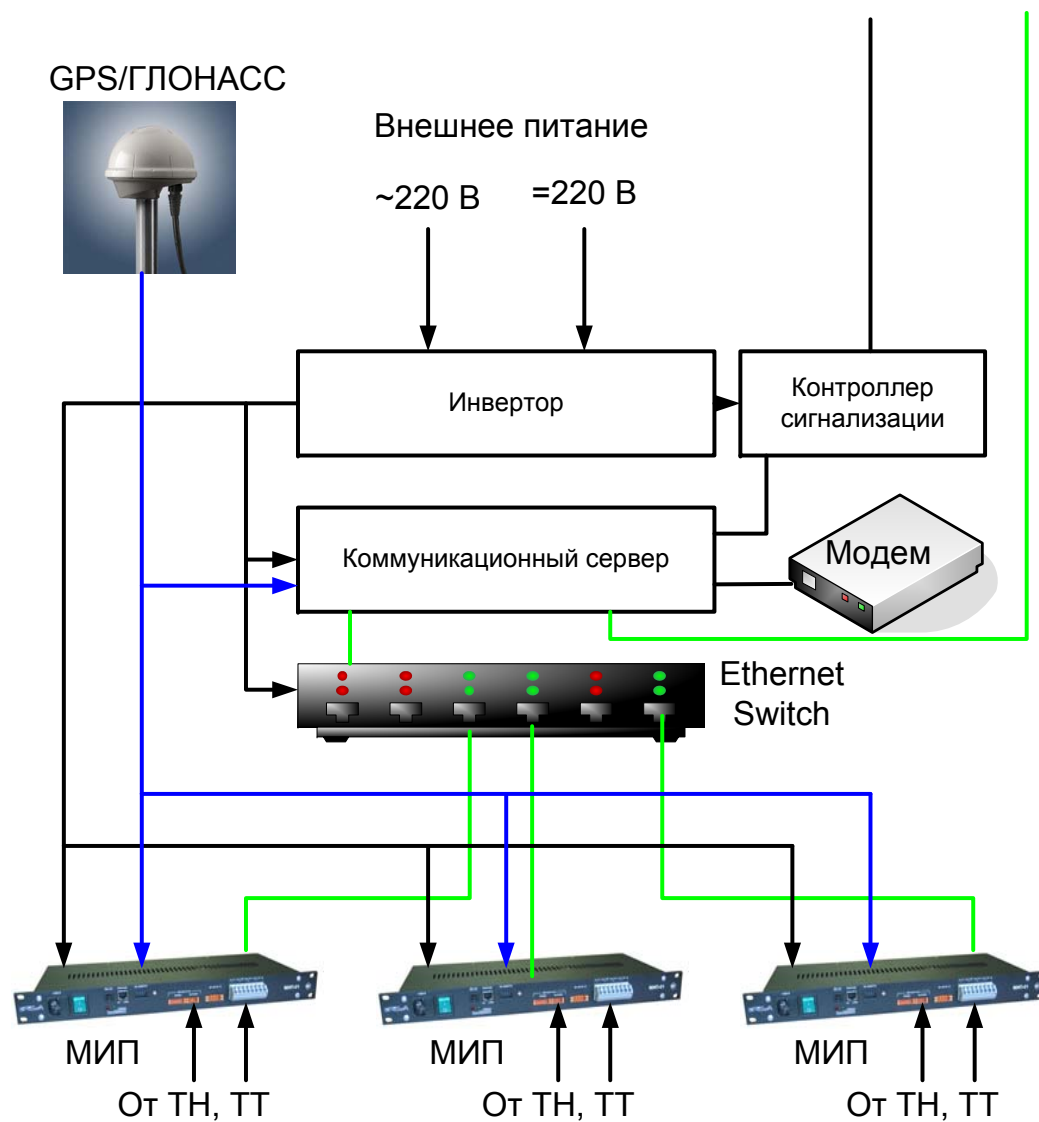 GPS/ГЛОНАСС
Внешнее питание
~220 В
=220 В
Инвертор
Контроллер
сигнализации
Коммуникационный сервер
Модем
Ethernet
Switch
МИП
МИП
МИП
От ТН, ТТ
От ТН, ТТ
От ТН, ТТ